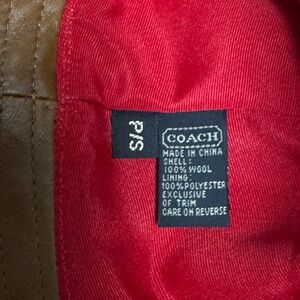 P/S
COACH
MADE IN CHINA
SHELL:
100% WOOL
LINING:
100% POLYESTER
EXCLUSIVE
OF TRIM
CARE ON REVERSE